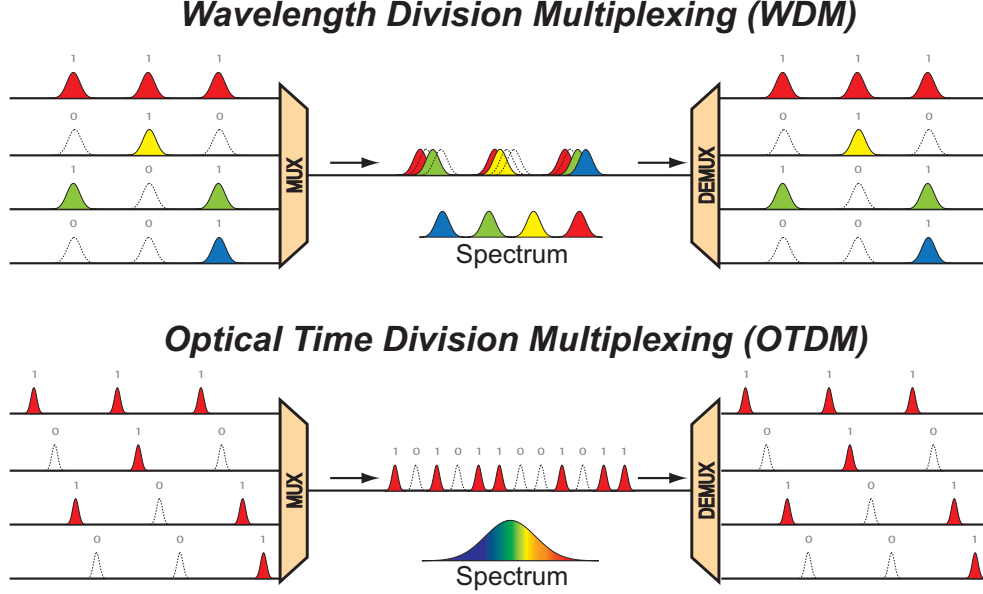 Wavelength Division Multiplexing (WDM)
1 1 1
1 1 1
0 1 0
0 1 0
MUX
DEMUX
1 0 1
1 0 1
0 0 1
0 0 1
Spectrum
Optical Time Division Multiplexing (OTDM)
1 1 1
1 1 1
0 1 0
0 1 0
1 0 1 0 1 1 0 0 1 0 1 1
MUX
DEMUX
1 0 1
1 0 1
0 0 1
0 0 1
Spectrum